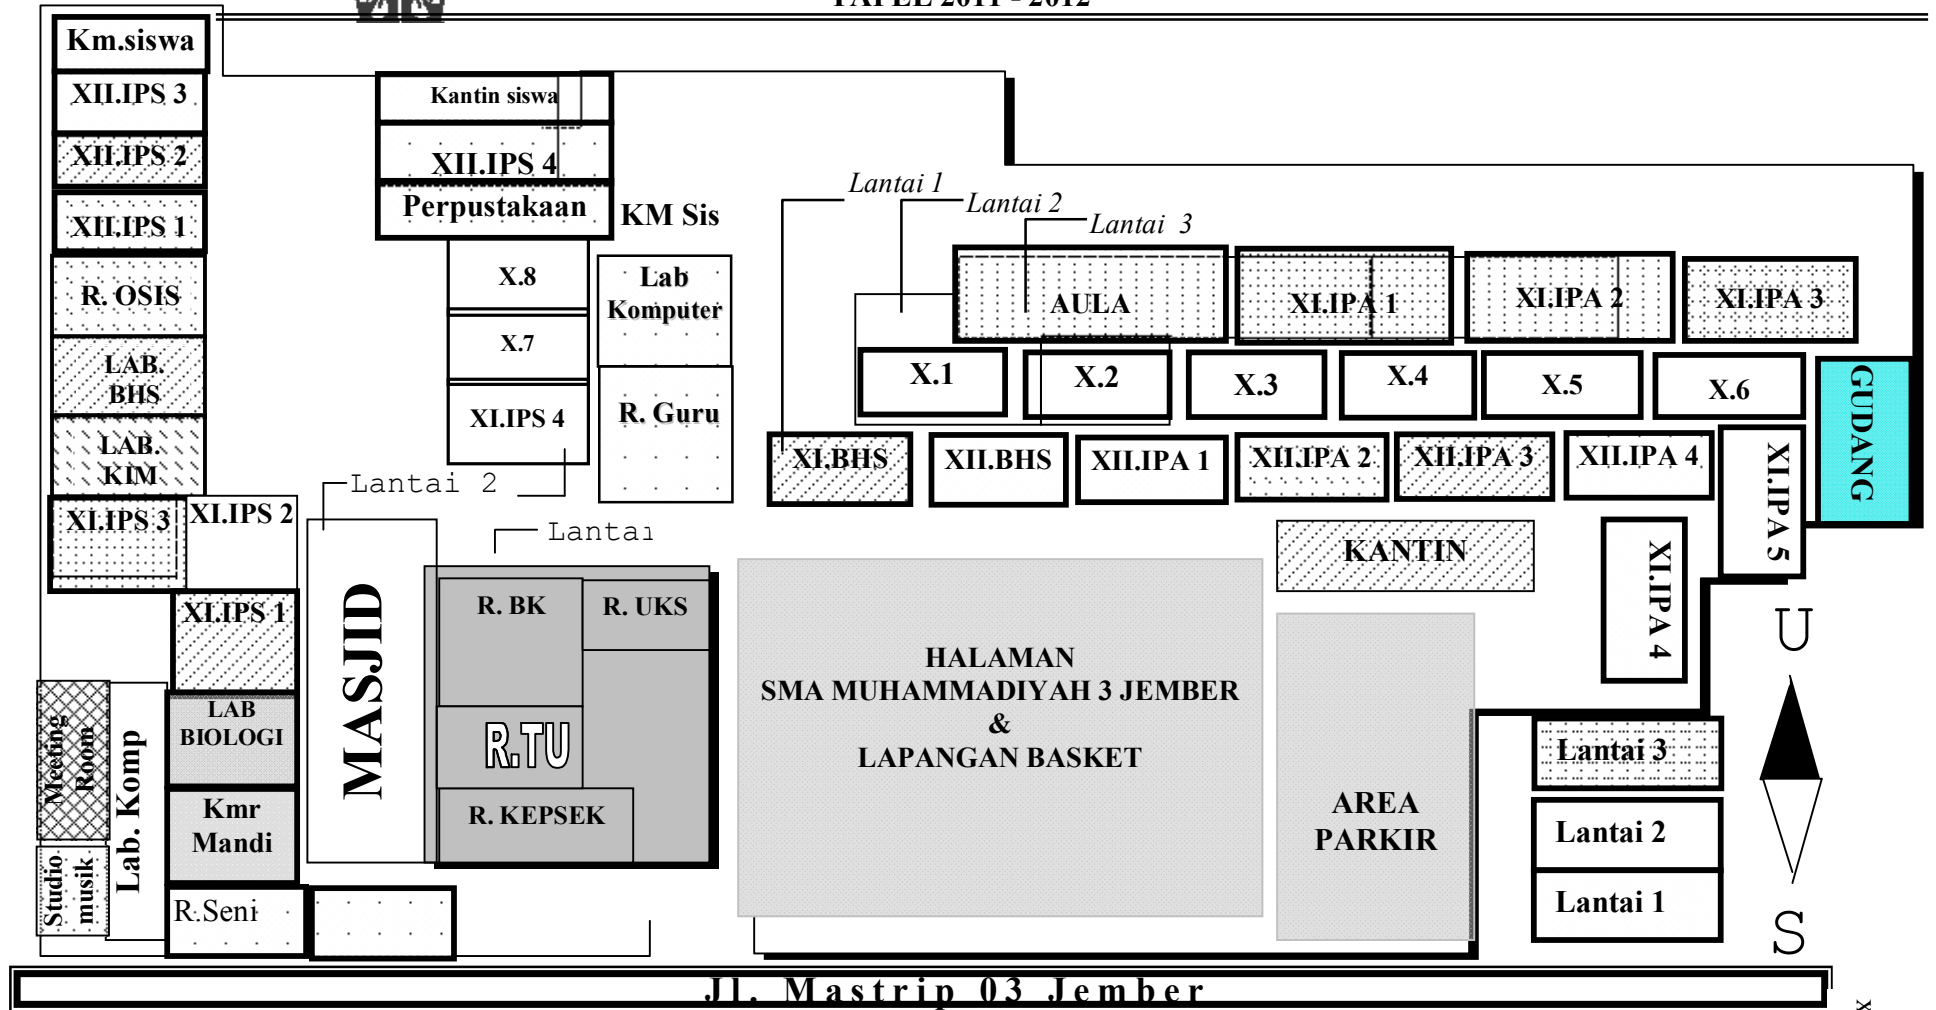 TAPEL 2011 - 2012
Km.siswa
XII.IPS 3
XII.IPS 2
XII.IPS 1
R. OSIS
LAB.
BHS
LAB.
KIM
XI.IPS 3
XI.IPS 2
XI.IPS 1
LAB
BIOLOGI
Kmr
Mandi
R.Seni
Meeting
Room
Studio
musik
Lab. Komp
Kantin siswa
XII.IPS 4
Perpustakaan
KM Sis
X.8
X.7
XI.IPS 4
Lab
Komputer
R. Guru
Lantai 2
Lantai
MASJID
R. BK
R. UKS
R.TU
R. KEPSEK
Lantai 1
Lantai 2
Lantai 3
AULA
XI.IPA 1
XI.IPA 2
XI.IPA 3
X.1
X.2
X.3
X.4
X.5
X.6
GUDANG
XI.BHS
XII.BHS
XII.IPA 1
XII.IPA 2
XII.IPA 3
XII.IPA 4
XI.IPA 5
XI.IPA 4
KANTIN
HALAMAN
SMA MUHAMMADIYAH 3 JEMBER
&
LAPANGAN BASKET
AREA
PARKIR
Lantai 3
Lantai 2
Lantai 1
U
S
Jl. Mastrip 03 Jember
x